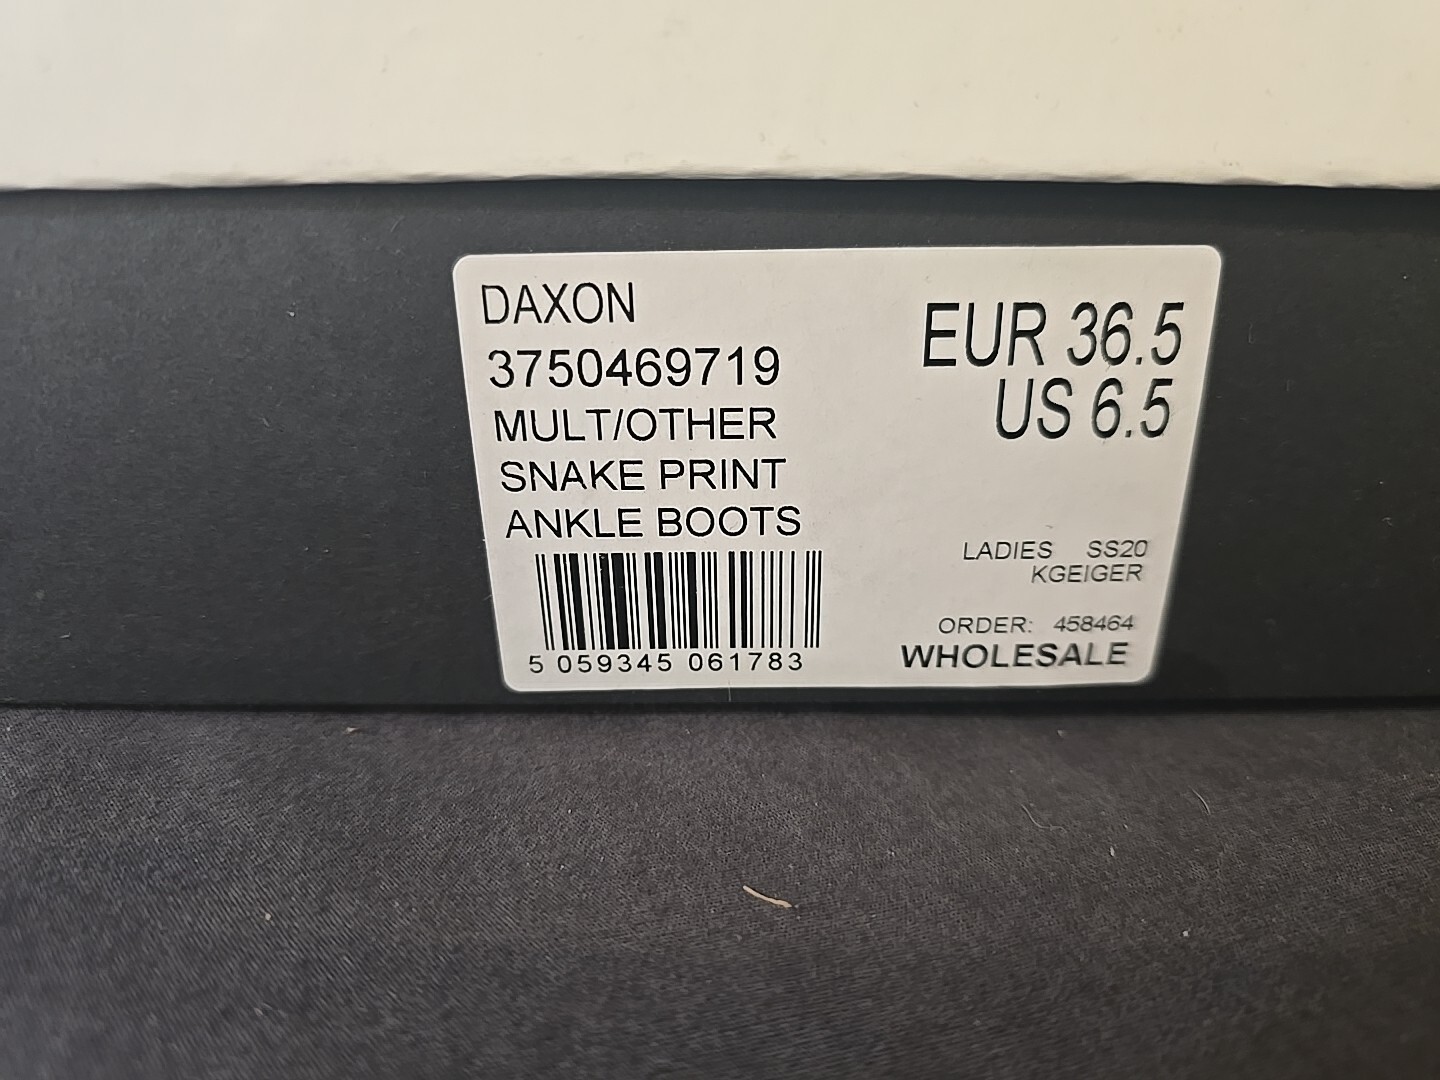 DAXON
3750469719
MULT/OTHER
SNAKE PRINT
ANKLE BOOTS
5 059345 061783
EUR 36.5
US 6.5
LADIES SS20
KGEIGER
ORDER: 458464
WHOLESALE